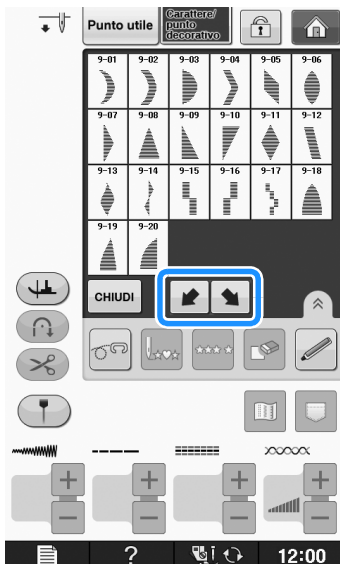 Punto utile
Carattere/
punto
decorativo
9-01 9-02 9-03 9-04 9-05 9-06
9-07 9-08 9-09 9-10 9-11 9-12
9-13 9-14 9-15 9-16 9-17 9-18
9-19 9-20
CHIUDI
+ + + +
− − − −
? 12:00